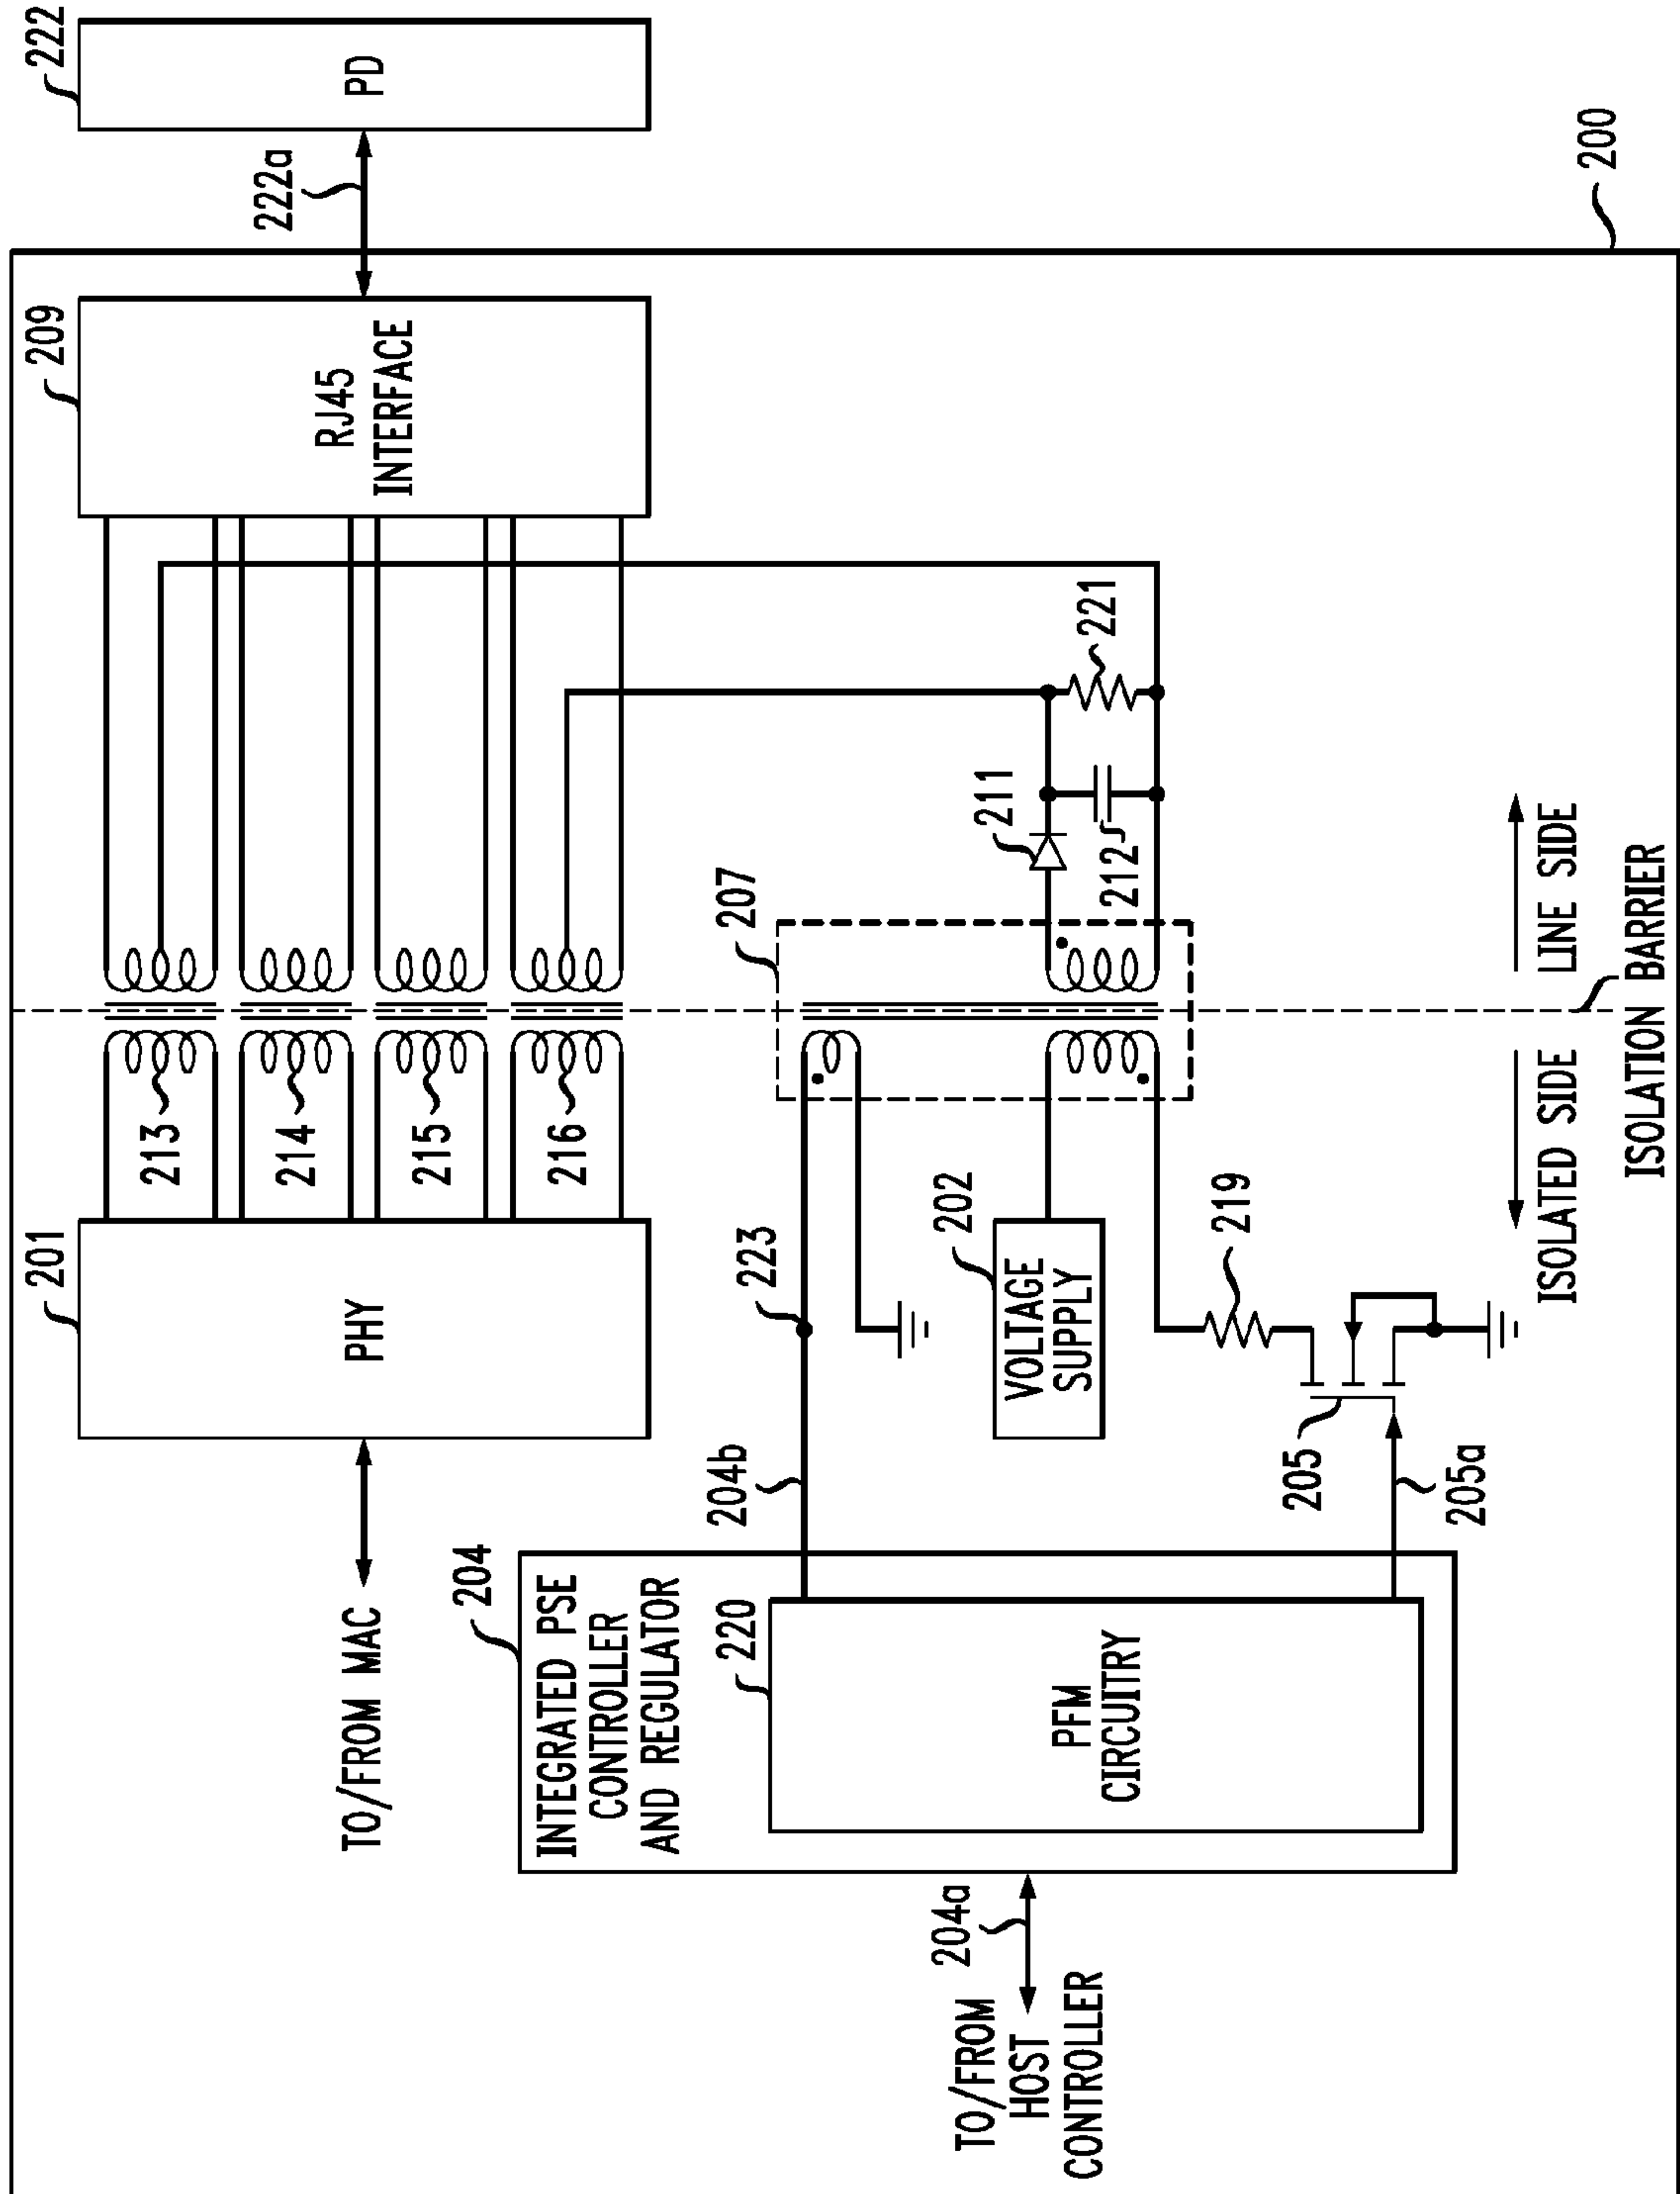 200
TO/FROM MAC
201
PHY
213
214
215
216
209
RJ45
INTERFACE
222a
222
PD
TO/FROM
HOST
CONTROLLER
204a
204
INTEGRATED PSE
CONTROLLER
AND REGULATOR
220
PFM
CIRCUITRY
204b
223
202
VOLTAGE
SUPPLY
207
211
212
221
219
205
205a
ISOLATED SIDE
LINE SIDE
ISOLATION BARRIER